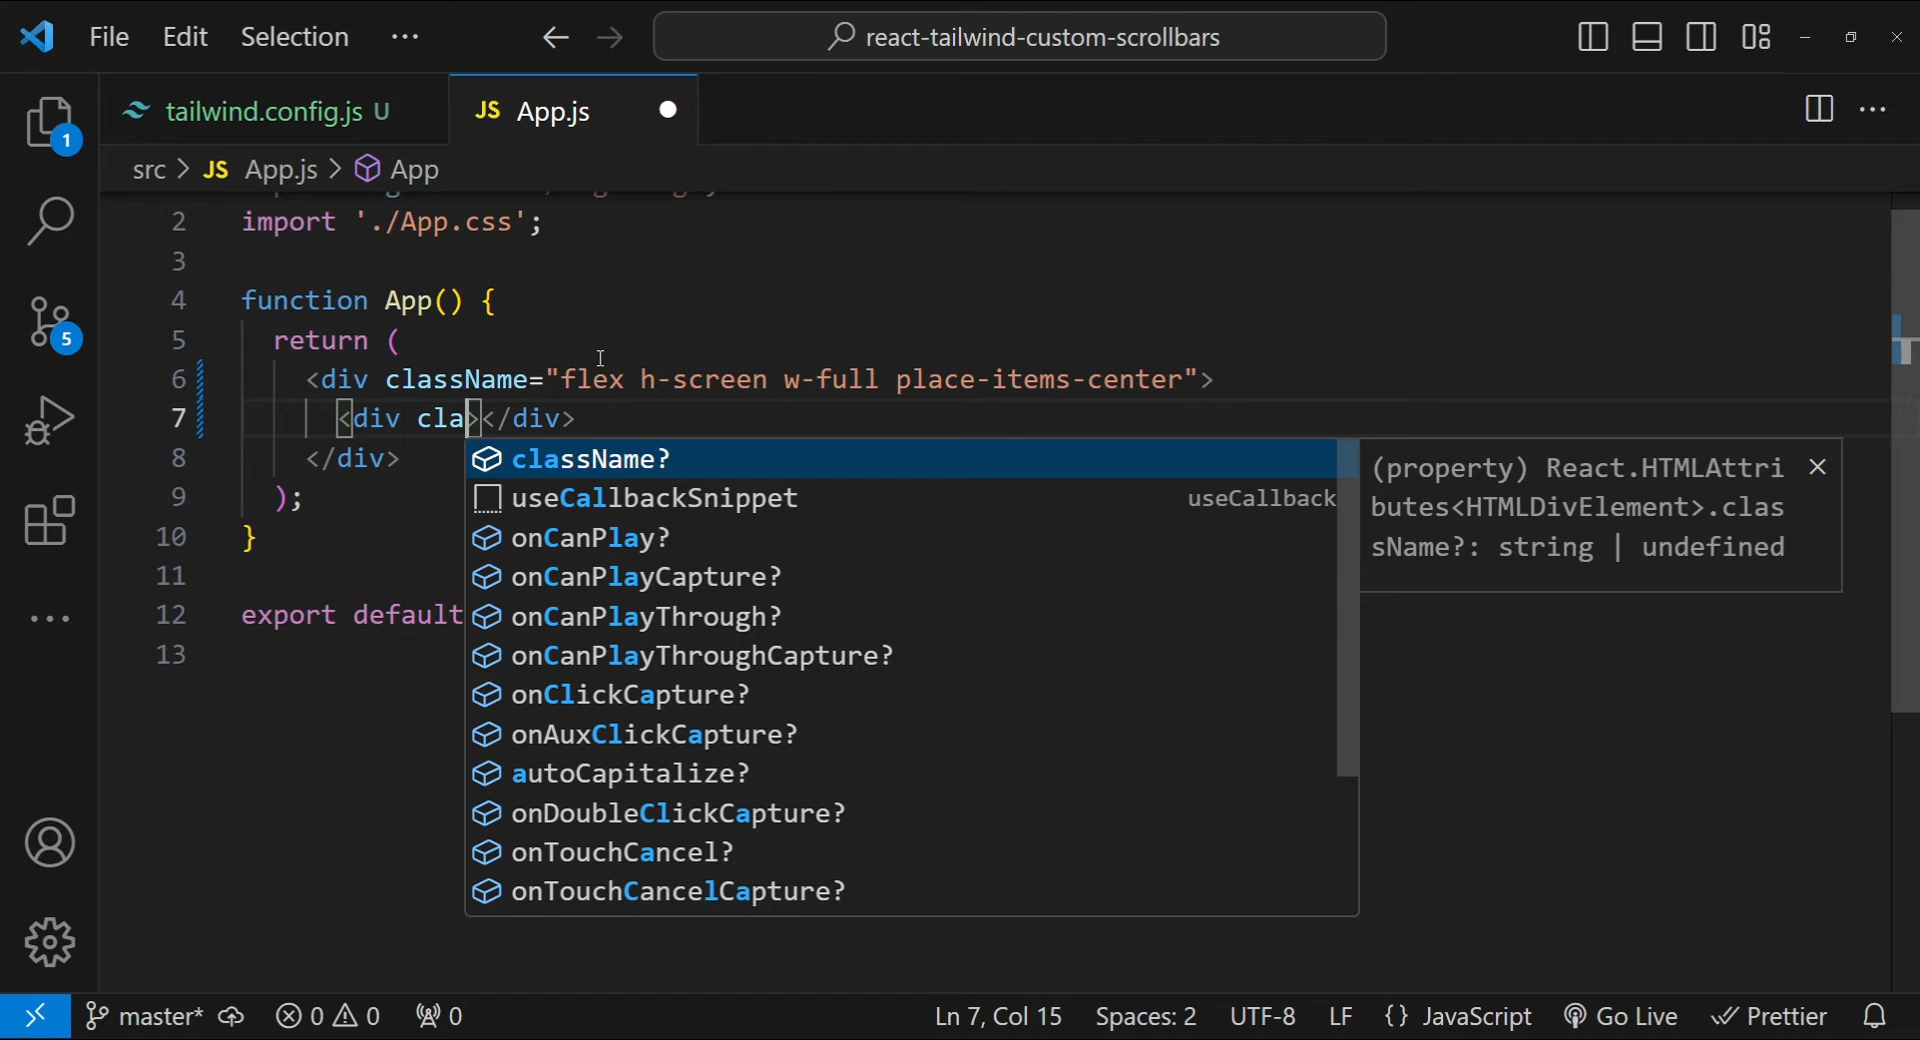 File Edit Selection ···
react-tailwind-custom-scrollbars
tailwind.config.js U
JS App.js
src > JS App.js > App
1
5
2 import './App.css';
3
4 function App() {
5 return (
6 <div className="flex h-screen w-full place-items-center">
7 <div cla></div>
8 </div>
9 );
10 }
11
12 export default
13
className?
useCallbackSnippet useCallback
onCanPlay?
onCanPlayCapture?
onCanPlayThrough?
onCanPlayThroughCapture?
onClickCapture?
onAuxClickCapture?
autoCapitalize?
onDoubleClickCapture?
onTouchCancel?
onTouchCancelCapture?
(property) React.HTMLAttri
butes<HTMLDivElement>.clas
sName?: string | undefined
master* 0 0 0 Ln 7, Col 15 Spaces: 2 UTF-8 LF {} JavaScript Go Live Prettier